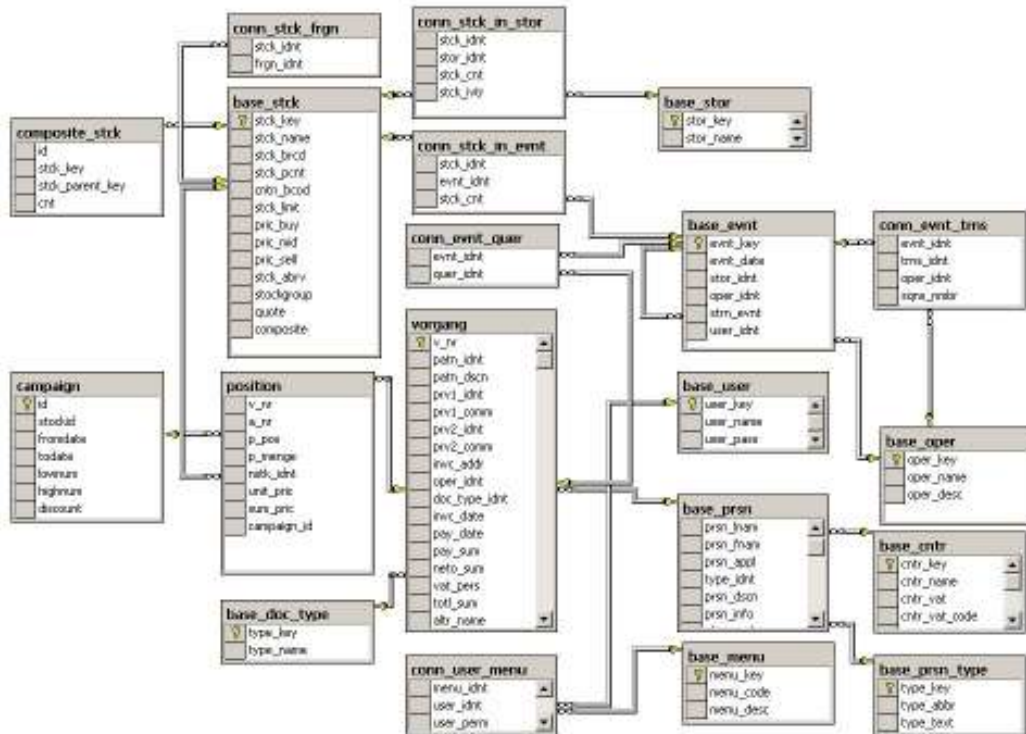 conn_stck_frgn
stck_idnt
frgn_idnt
conn_stck_in_stor
stck_idnt
stor_idnt
stck_cnt
stck_ivtr
base_stck
stck_key
stck_name
stck_brcd
stck_pcnt
cntn_bcod
stck_limit
pric_buy
pric_mid
pric_sell
stck_abrv
stockgroup
quote
composite
base_stor
stor_key
stor_name
composite_stck
id
stck_key
stck_parent_key
cnt
conn_stck_in_evnt
stck_idnt
evnt_idnt
stck_cnt
base_evnt
evnt_key
evnt_date
stor_idnt
oper_idnt
strn_evnt
user_idnt
conn_evnt_trns
evnt_idnt
trns_idnt
oper_idnt
conn_evnt_quer
evnt_idnt
quer_idnt
vorgang
v_nr
patn_idnt
patn_dscn
prv1_idnt
prv1_comm
prv2_idnt
prv2_comm
invc_addr
oper_idnt
doc_type_idnt
invc_date
pay_date
pay_sum
neto_sum
vat_pers
totl_sum
altr_name
campaign
id
stockid
fromdate
todate
lownum
highnum
discount
position
v_nr
a_nr
p_pos
p_menge
natk_idnt
unit_pric
sum_pric
campaign_id
base_user
user_key
user_name
user_pass
base_oper
oper_key
oper_name
oper_desc
base_prsn
prsn_lnam
prsn_fnam
prsn_appl
type_idnt
prsn_dscn
prsn_info
base_cntr
cntr_key
cntr_name
cntr_vat
cntr_vat_code
base_doc_type
type_key
type_name
conn_user_menu
menu_idnt
user_idnt
user_perm
base_menu
menu_key
menu_code
menu_desc
base_prsn_type
type_key
type_abbr
type_text